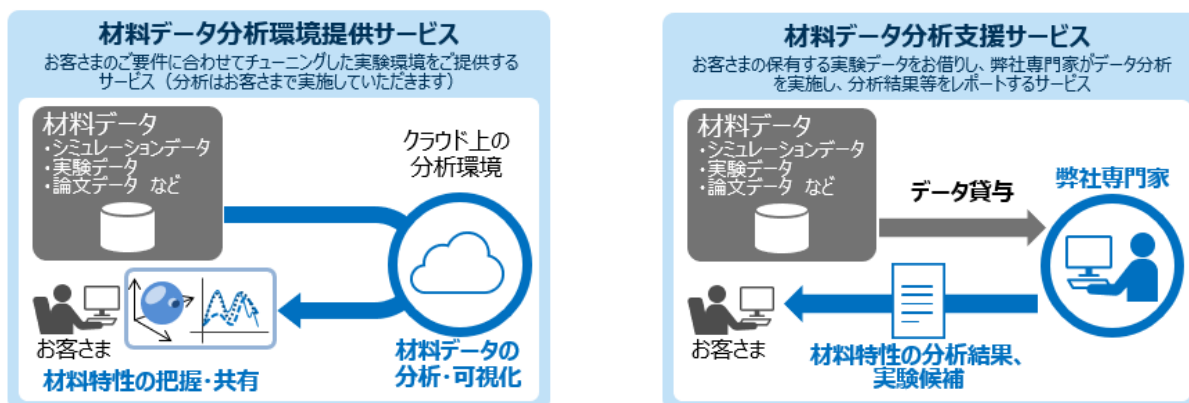 材料データ分析環境提供サービス
お客さまのご要件に合わせてチューニングした実験環境をご提供する
サービス（分析はお客さまで実施していただきます）
材料データ
・シミュレーションデータ
・実験データ
・論文データ など
クラウド上の
分析環境
お客さま
材料特性の把握・共有
材料データの
分析・可視化
材料データ分析支援サービス
お客さまの保有する実験データをお借りし、弊社専門家がデータ分析
を実施し、分析結果等をレポートするサービス
材料データ
・シミュレーションデータ
・実験データ
・論文データ など
データ貸与
弊社専門家
お客さま
材料特性の分析結果、
実験候補